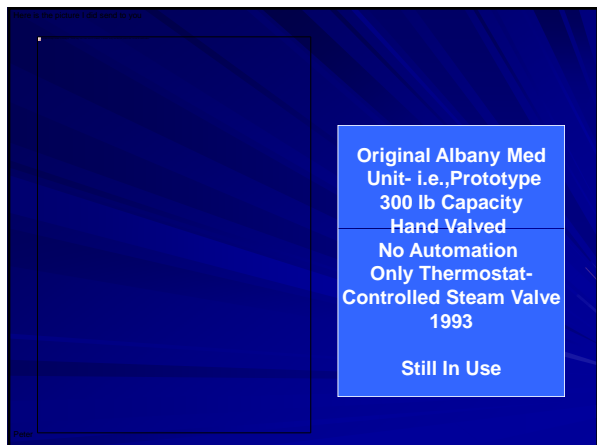 Original Albany Med
Unit- i.e.,Prototype
300 lb Capacity
Hand Valved
No Automation
Only Thermostat-
Controlled Steam Valve
1993
Still In Use